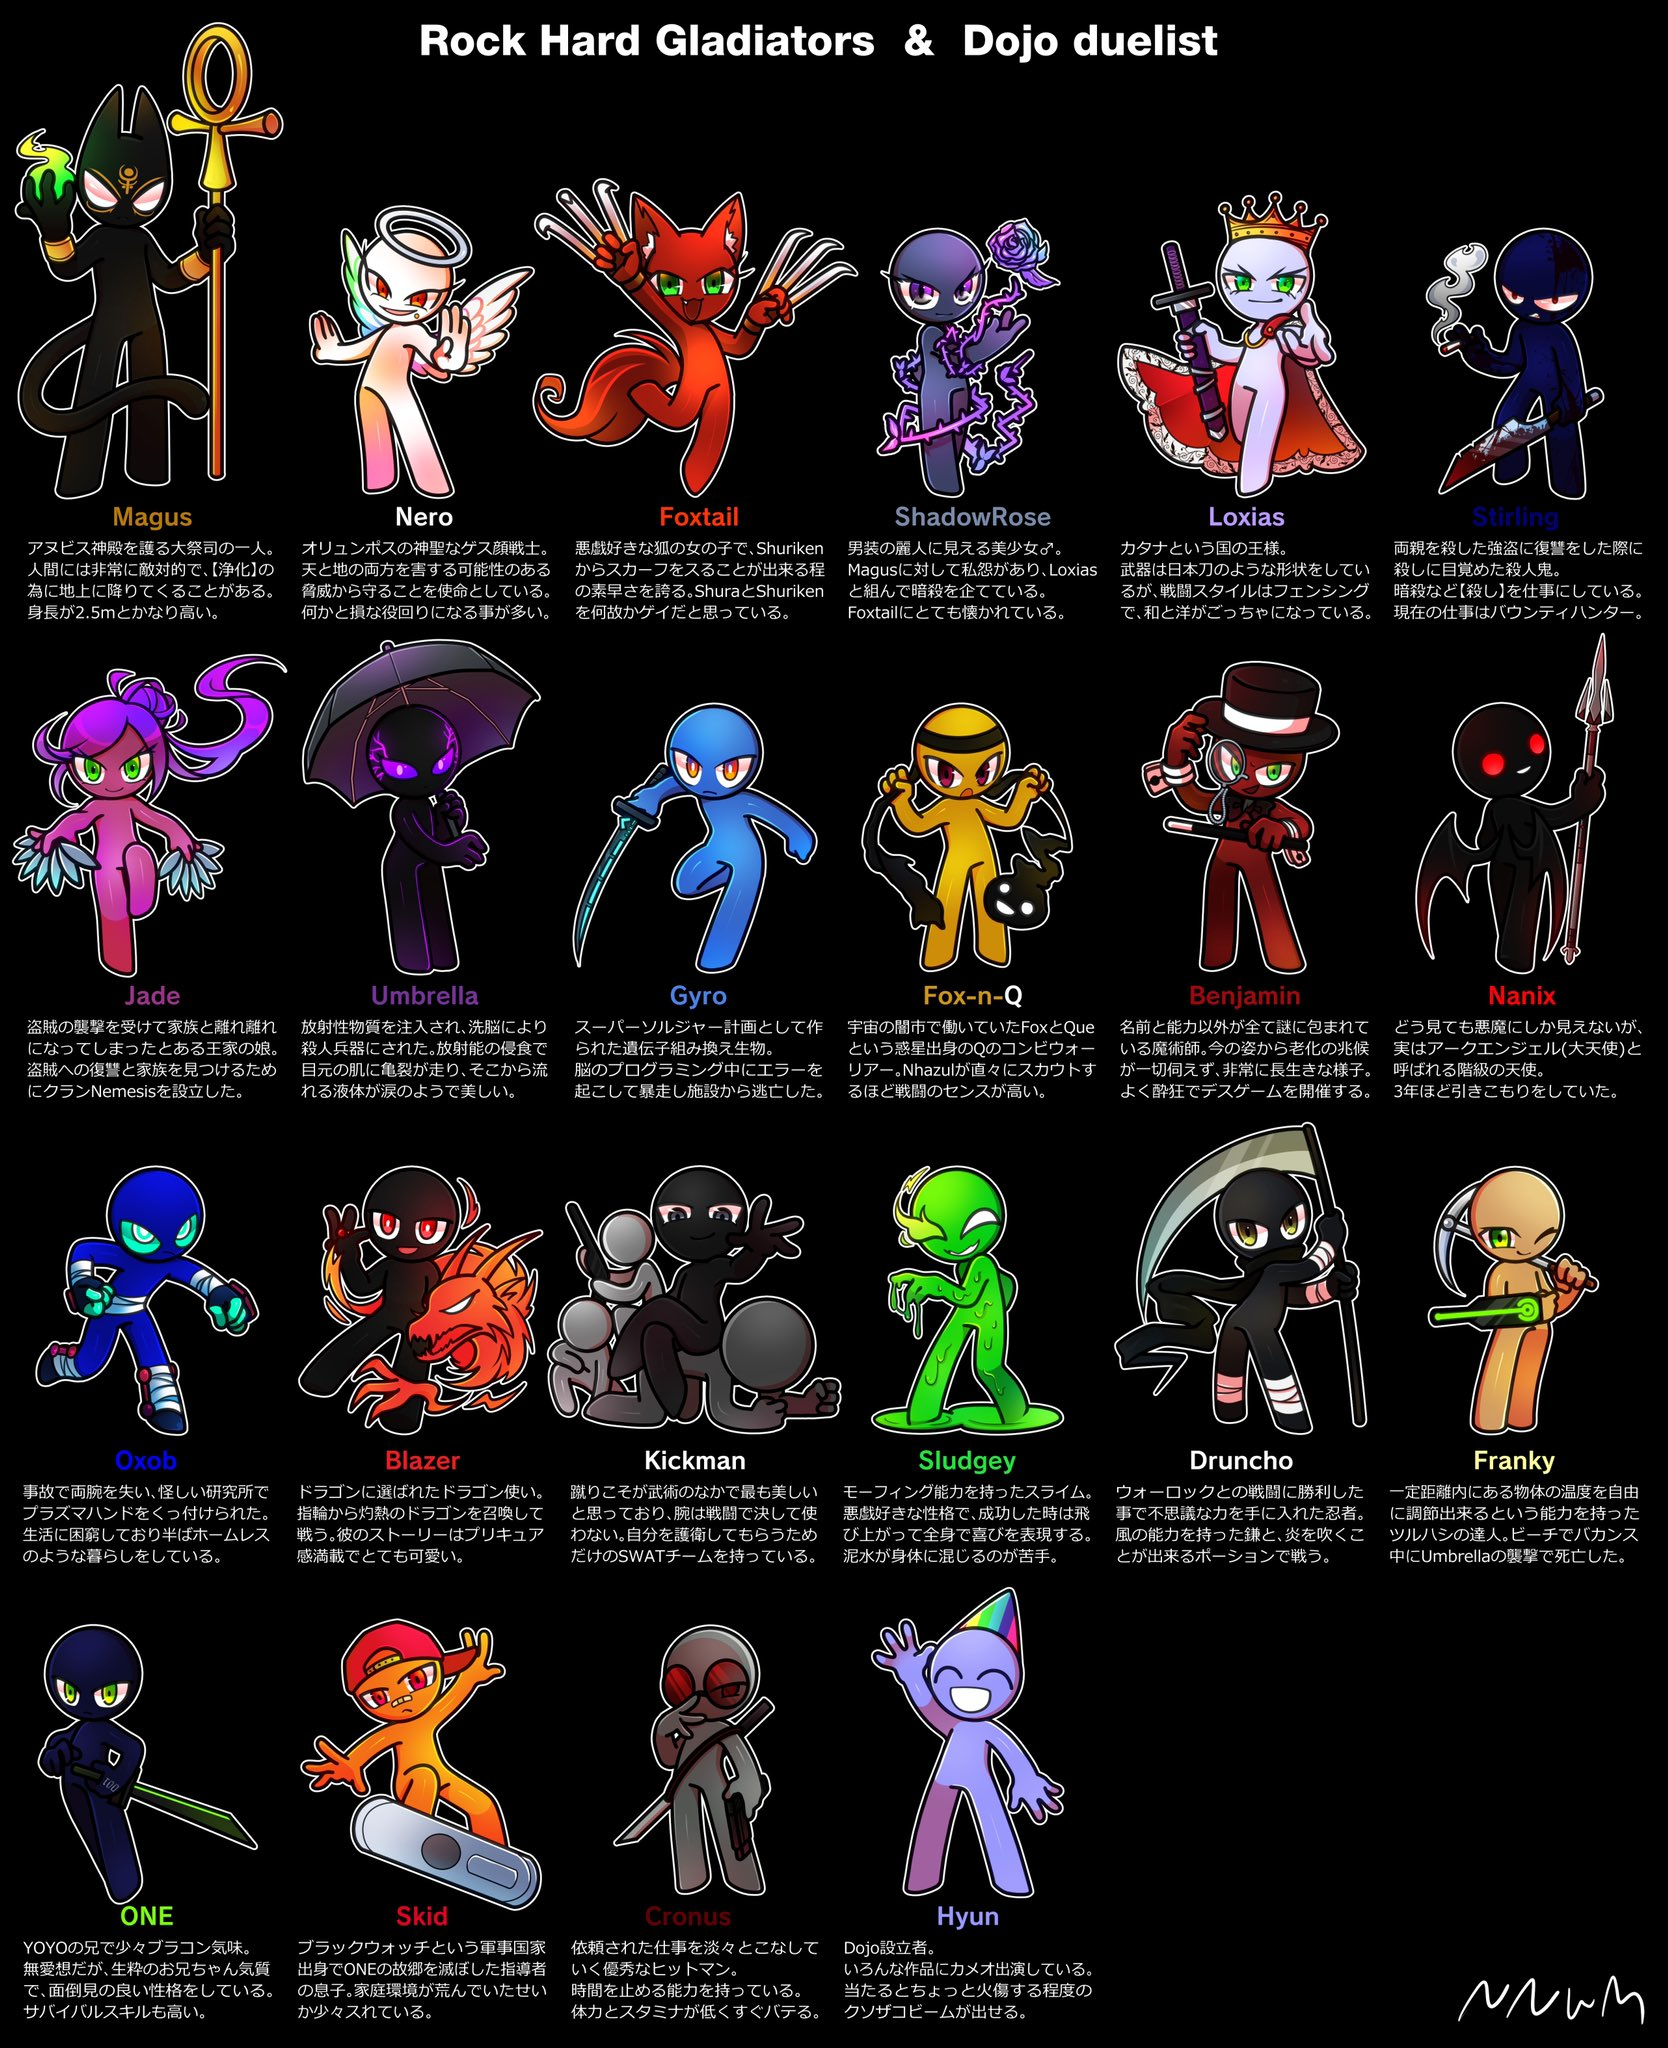 Rock Hard Gladiators & Dojo duelist
Magus
アヌビス神殿を護る大祭司の一人。
人間には非常に敵対的で、【浄化】の
為に地上に降りてくることがある。
身長が2.5mとかなり高い。
Nero
オリュンポスの神聖なゲス顔戦士。
天と地の両方を害する可能性のある
脅威から守ることを使命としている。
何かと損な役回りになる事が多い。
Foxtail
悪戯好きな狐の女の子で、Shuriken
からスカーフをスることが出来る程
の素早さを誇る。ShuraとShuriken
を何故かゲイだと思っている。
ShadowRose
男装の麗人に見える美少女♂。
Magusに対して私怨があり、Loxias
と組んで暗殺を企てている。
Foxtailにとても懐かれている。
Loxias
カタナという国の王様。
武器は日本刀のような形状をしてい
るが、戦闘スタイルはフェンシング
で、和と洋がごっちゃになっている。
Stirling
両親を殺した強盗に復讐をした際に
殺しに目覚めた殺人鬼。
暗殺など【殺し】を仕事にしている。
現在の仕事はバウンティハンター。
Jade
盗賊の襲撃を受けて家族と離れ離れ
になってしまったとある王家の娘。
盗賊への復讐と家族を見つけるため
にクランNemesisを設立した。
Umbrella
放射性物質を注入され、洗脳により
殺人兵器にされた。放射能の侵食で
目元の肌に亀裂が走り、そこから流
れる液体が涙のようで美しい。
Gyro
スーパーソルジャー計画として作
られた遺伝子組み換え生物。
脳のプログラミング中にエラーを
起こして暴走し施設から逃亡した。
Fox-n-Q
宇宙の闇市で働いていたFoxとQue
という惑星出身のQのコンビウォー
リアー。Nhazulが直々にスカウトす
るほど戦闘のセンスが高い。
Benjamin
名前と能力以外が全て謎に包まれて
いる魔術師。今の姿から老化の兆候
が一切伺えず、非常に長生きな様子。
よく酔狂でデスゲームを開催する。
Nanix
どう見ても悪魔にしか見えないが、
実はアークエンジェル(大天使)と
呼ばれる階級の天使。
3年ほど引きこもりをしていた。
Oxob
事故で両腕を失い、怪しい研究所で
プラズマハンドをくっ付けられた。
生活に困窮しており半ばホームレス
のような暮らしをしている。
Blazer
ドラゴンに選ばれたドラゴン使い。
指輪から灼熱のドラゴンを召喚して
戦う。彼のストーリーはプリキュア
感満載でとても可愛い。
Kickman
蹴りこそが武術のなかで最も美しい
と思っており、腕は戦闘で決して使
わない。自分を護衛してもらうため
だけのSWATチームを持っている。
Sludgey
モーフィング能力を持ったスライム。
悪戯好きな性格で、成功した時は飛
び上がって全身で喜びを表現する。
泥水が身体に混じるのが苦手。
Druncho
ウォーロックとの戦闘に勝利した
事で不思議な力を手に入れた忍者。
風の能力を持った鎌と、炎を吹くこ
とが出来るポーションで戦う。
Franky
一定距離内にある物体の温度を自由
に調節出来るという能力を持った
ツルハシの達人。ビーチでバカンス
中にUmbrellaの襲撃で死亡した。
001
ONE
YOYOの兄で少々ブラコン気味。
無愛想だが、生粋のお兄ちゃん気質
で、面倒見の良い性格をしている。
サバイバルスキルも高い。
Skid
ブラックウォッチという軍事国家
出身でONEの故郷を滅ぼした指導者
の息子。家庭環境が荒んでいたせい
か少々スれている。
Cronus
依頼された仕事を淡々とこなして
いく優秀なヒットマン。
時間を止める能力を持っている。
体力とスタミナが低くすぐバテる。
Hyun
Dojo設立者。
いろんな作品にカメオ出演している。
当たるとちょっと火傷する程度の
クソザコビームが出せる。